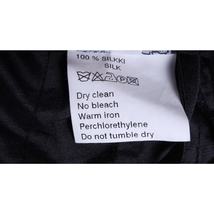 100 % SILKKI
SILK
Dry clean
No bleach
Warm iron
Perchlorethylene
Do not tumble dry